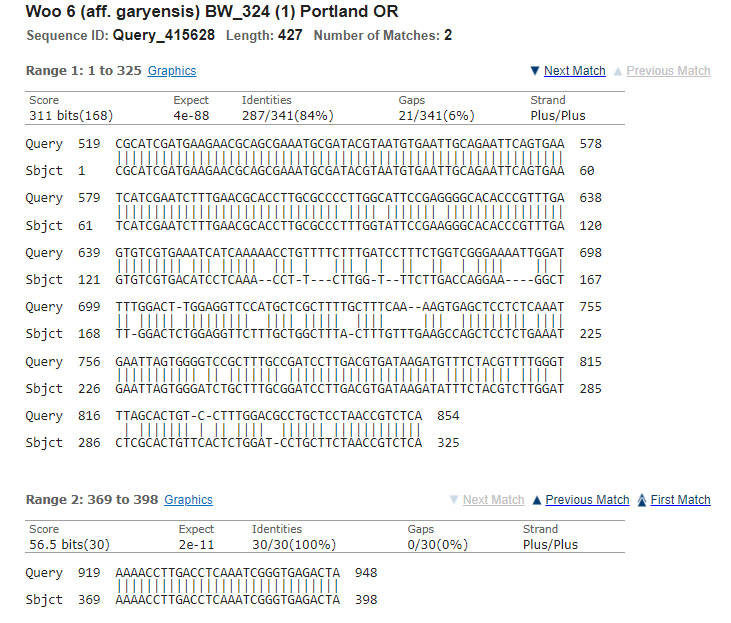 Woo 6 (aff. garyensis) BW_324 (1) Portland OR
Sequence ID: Query_415628 Length: 427 Number of Matches: 2
Range 1: 1 to 325 Graphics Next Match Previous Match
Score Expect Identities Gaps Strand
311 bits(168) 4e-88 287/341(84%) 21/341(6%) Plus/Plus
Query 519 CGCATCGATGAAGAACGCAGCGAAATGCGATACGTAATGTGAATTGCAGAATTCAGTGAA 578
Sbjct 1 CGCATCGATGAAGAACGCAGCGAAATGCGATACGTAATGTGAATTGCAGAATTCAGTGAA 60
Query 579 TCATCGAATCTTTGAACGCACCTTGCGCCCCTTGGCATTCCGAGGGGCACACCCGTTTGA 638
Sbjct 61 TCATCGAATCTTTGAACGCACCTTGCGCCCTTTGGTATTCCGAAGGGCACACCCGTTTGA 120
Query 639 GTGTCGTGAAATCATCAAAAACCTGTTTTCTTTGATCCTTTCTGGTCGGGAAAATTGGAT 698
Sbjct 121 GTGTCGTGACATCCTCAAA--CCT-T---CTTGG-T--TTCTTGACCAGGAA----GGCT 167
Query 699 TTTGGACT-TGGAGGTTCCATGCTCGCTTTTGCTTTCAA--AAGTGAGCTCCTCTCAAAT 755
Sbjct 168 TT-GGACTCTGGAGGTTCTTTGCTGGCTTTA-CTTTGTTTGAAGCCAGCTCCTCTGAAAT 225
Query 756 GAATTAGTGGGGTCCGCTTTGCCGATCCTTGACGTGATAAGATGTTTCTACGTTTTGGGT 815
Sbjct 226 GAATTAGTGGGATCTGCTTTGCGGATCCTTGACGTGATAAGATATTTCTACGTCTTGGAT 285
Query 816 TTAGCACTGT-C-CTTTGGACGCCTGCTCCTAACCGTCTCA 854
Sbjct 286 CTCGCACTGTTCACTCTGGAT-CCTGCTTCTAACCGTCTCA 325
Range 2: 369 to 398 Graphics Next Match Previous Match First Match
Score Expect Identities Gaps Strand
56.5 bits(30) 2e-11 30/30(100%) 0/30(0%) Plus/Plus
Query 919 AAAACCTTGACCTCAAATCGGGTGAGACTA 948
Sbjct 369 AAAACCTTGACCTCAAATCGGGTGAGACTA 398